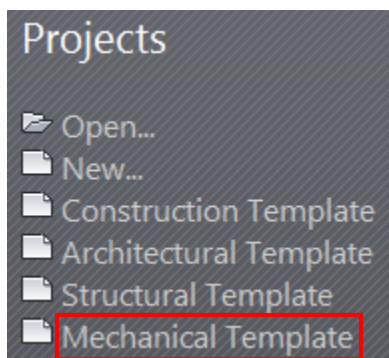 Projects
Open...
New...
Construction Template
Architectural Template
Structural Template
Mechanical Template